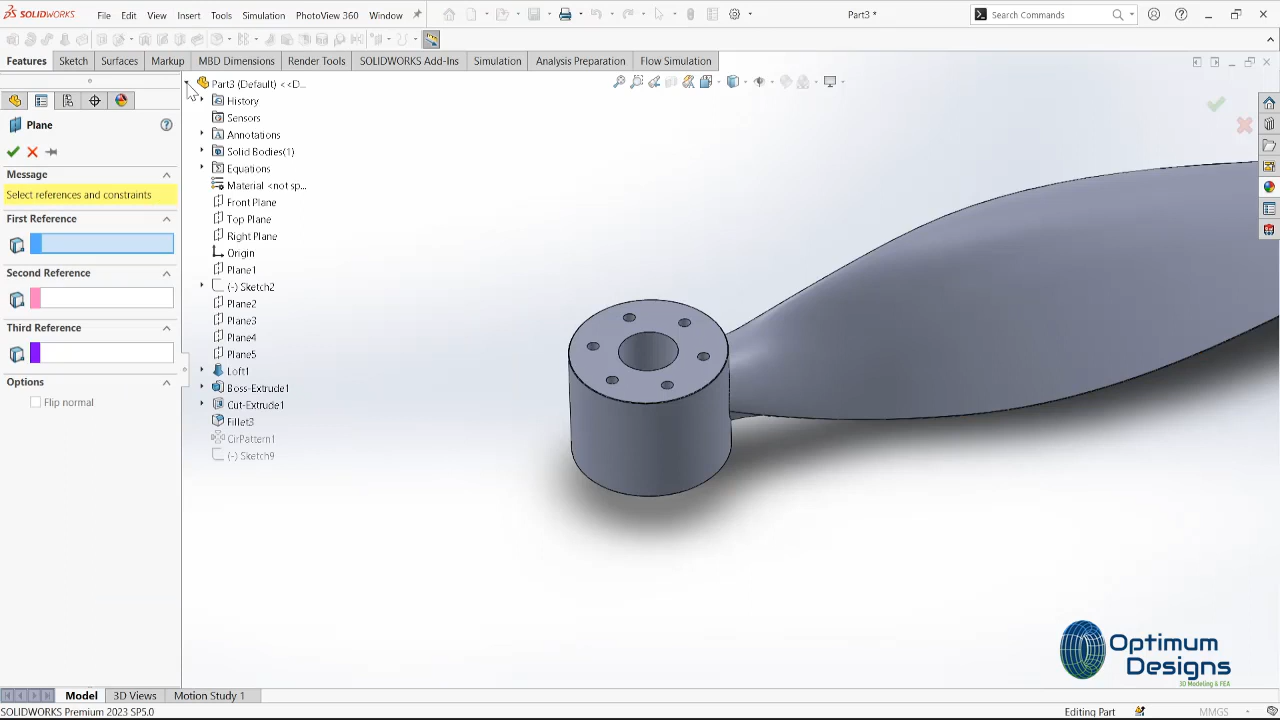 SOLIDWORKS File Edit View Insert Tools Simulation PhotoView 360 Window Part3 * Search Commands
Features Sketch Surfaces Markup MBD Dimensions Render Tools SOLIDWORKS Add-Ins Simulation Analysis Preparation Flow Simulation
Plane
Message
Select references and constraints
First Reference
Second Reference
Third Reference
Options
Flip normal
Part3 (Default) <<D...
History
Sensors
Annotations
Solid Bodies(1)
Equations
Material <not sp...
Front Plane
Top Plane
Right Plane
Origin
Plane1
(-) Sketch2
Plane2
Plane3
Plane4
Plane5
Loft1
Boss-Extrude1
Cut-Extrude1
Fillet3
CirPattern1
(-) Sketch9
Optimum
Designs
3D Modeling & FEA
Model 3D Views Motion Study 1
SOLIDWORKS Premium 2023 SP5.0 Editing Part MMGS